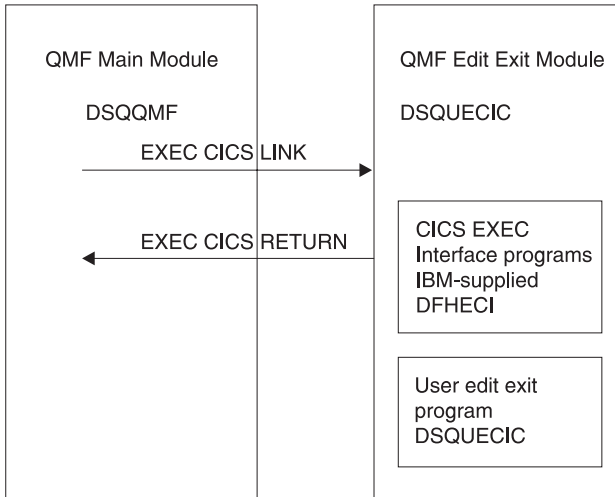 QMF Main Module
QMF Edit Exit Module
DSQQMF
DSQUECIC
EXEC CICS LINK
EXEC CICS RETURN
CICS EXEC
Interface programs
IBM-supplied
DFHECI
User edit exit
program
DSQUECIC